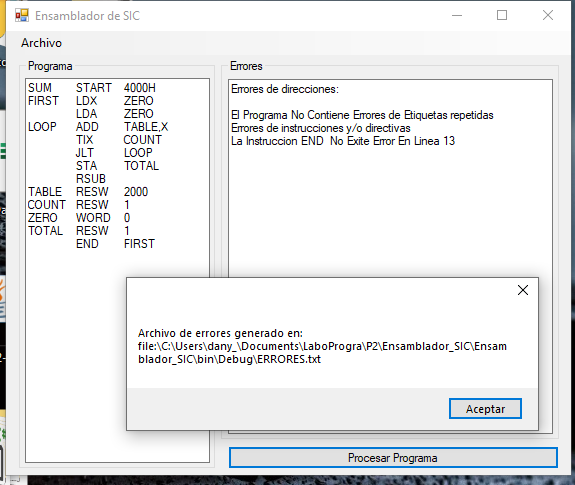 Ensamblador de SIC
Archivo
Programa
SUM START 4000H
FIRST LDX ZERO
LDA ZERO
LOOP ADD TABLE,X
TIX COUNT
JLT LOOP
STA TOTAL
RSUB
TABLE RESW 2000
COUNT RESW 1
ZERO WORD 0
TOTAL RESW 1
END FIRST
Errores
Errores de direcciones:
El Programa No Contiene Errores de Etiquetas repetidas
Errores de instrucciones y/o directivas
La Instruccion END No Exite Error En Linea 13
Archivo de errores generado en:
file:\C:\Users\dany_\Documents\LaboProgra\P2\Ensamblador_SIC\Ensam
blador_SIC\bin\Debug\ERRORES.txt
Aceptar
Procesar Programa